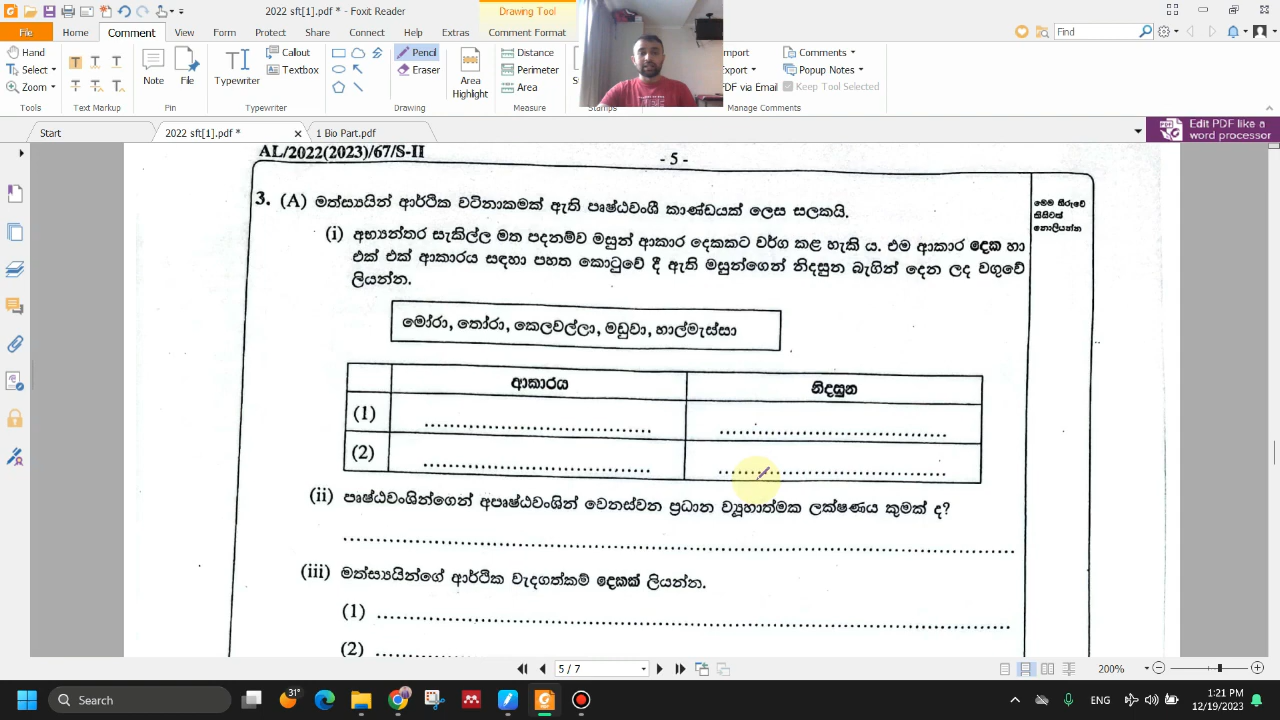 2022 sft[1].pdf * - Foxit Reader
Drawing Tool
File
Home
Comment
View
Form
Protect
Share
Connect
Help
Extras
Comment Format
Find
Hand
Select
Zoom
Tools
Text Markup
Note
File
Pin
Typewriter
Callout
Textbox
Typewriter
Pencil
Eraser
Drawing
Area
Highlight
Distance
Perimeter
Area
Measure
Stamps
Comments
Popup Notes
Keep Tool Selected
Manage Comments
Start
2022 sft[1].pdf *
1 Bio Part.pdf
Edit PDF like a
word processor
AL/2022(2023)/67/S-II
- 5 -
3. (A) මත්ස්‍යයින් ආර්ථික වටිනාකමක් ඇති පෘෂ්ඨවංශී කාණ්ඩයක් ලෙස සලකයි.
(i) අභ්‍යන්තර සැකිල්ල මත පදනම්ව මසුන් ආකාර දෙකකට වර්ග කළ හැකි ය. එම ආකාර දෙක හා
එක් එක් ආකාරය සඳහා පහත කොටුවේ දී ඇති මසුන්ගෙන් නිදසුන බැගින් දෙන ලද වගුවේ
ලියන්න.
මෙම තීරුවේ
කිසිවක්
නොලියන්න
මෝරා, තෝරා, කෙලවල්ලා, මඩුවා, හාල්මැස්සා
ආකාරය නිදසුන
(1) ........................................ ........................................
(2) ........................................ ........................................
(ii) පෘෂ්ඨවංශින්ගෙන් අපෘෂ්ඨවංශින් වෙනස්වන ප්‍රධාන ව්‍යුහාත්මක ලක්ෂණය කුමක් ද?
(iii) මත්ස්‍යයින්ගේ ආර්ථික වැදගත්කම් දෙකක් ලියන්න.
(1)
(2)
5 / 7
200%
Search
31°
ENG
1:21 PM
12/19/2023